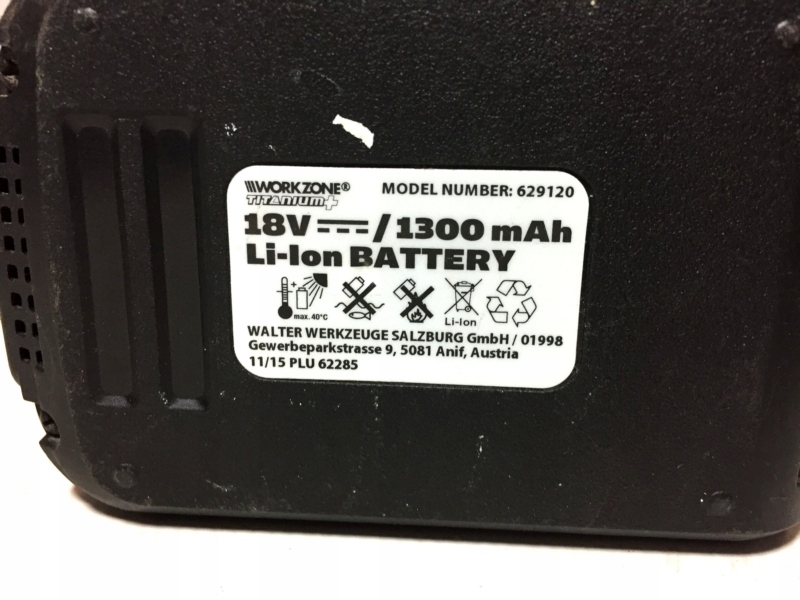 WORKZONE® MODEL NUMBER: 629120
TITANIUM+
18V / 1300 mAh
Li-Ion BATTERY
max. 40°C
Li-Ion
WALTER WERKZEUGE SALZBURG GmbH / 01998
Gewerbeparkstrasse 9, 5081 Anif, Austria
11/15 PLU 62285